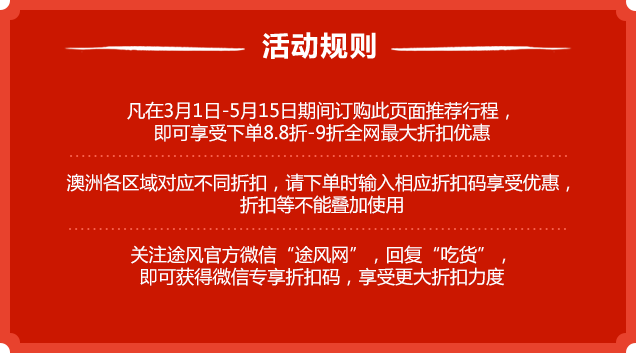 活动规则
凡在3月1日-5月15日期间订购此页面推荐行程，
即可享受下单8.8折-9折全网最大折扣优惠
澳洲各区域对应不同折扣，请下单时输入相应折扣码享受优惠，
折扣等不能叠加使用
关注途风官方微信“途风网”，回复“吃货”，
即可获得微信专享折扣码，享受更大折扣力度